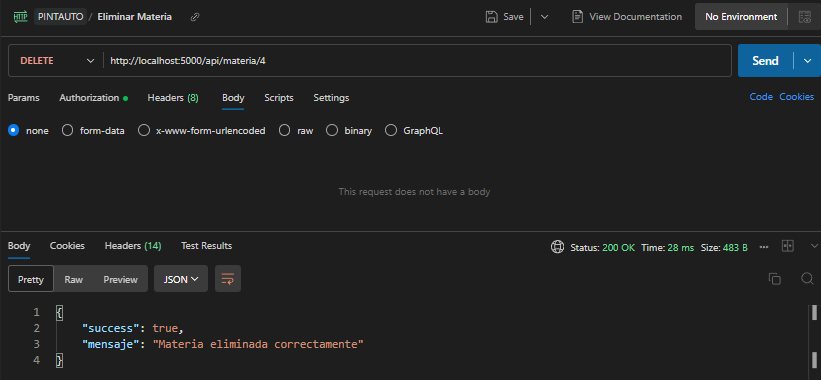 HTTP PINTAUTO / Eliminar Materia Save View Documentation No Environment
DELETE http://localhost:5000/api/materia/4 Send
Params Authorization Headers (8) Body Scripts Settings Code Cookies
none form-data x-www-form-urlencoded raw binary GraphQL
This request does not have a body
Body Cookies Headers (14) Test Results Status: 200 OK Time: 28 ms Size: 483 B
Pretty Raw Preview JSON
1 {
2 "success": true,
3 "mensaje": "Materia eliminada correctamente"
4 }